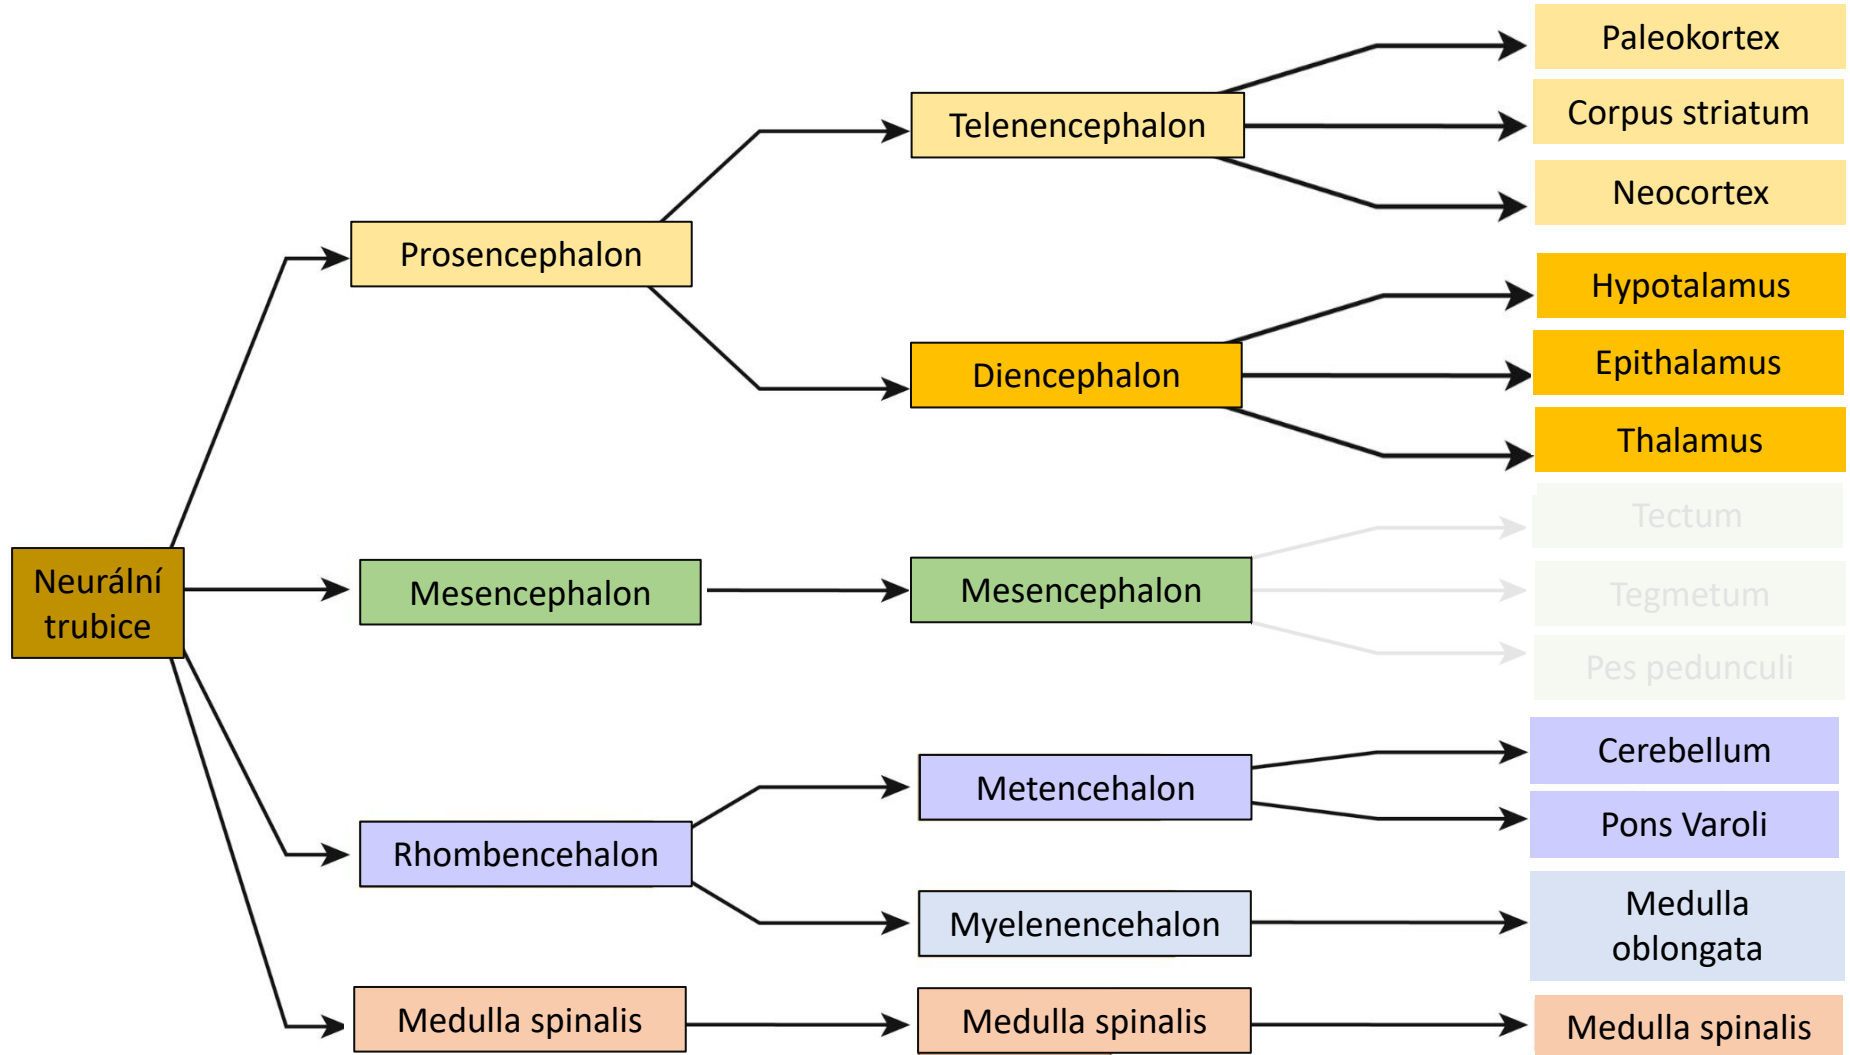 Paleokortex
Telenencephalon
Corpus striatum
Neocortex
Prosencephalon
Hypotalamus
Diencephalon
Epithalamus
Thalamus
Tectum
Neurální
trubice
Mesencephalon
Mesencephalon
Tegmetum
Pes pedunculi
Cerebellum
Metencehalon
Pons Varoli
Rhombencehalon
Myelenencehalon
Medulla
oblongata
Medulla spinalis
Medulla spinalis
Medulla spinalis